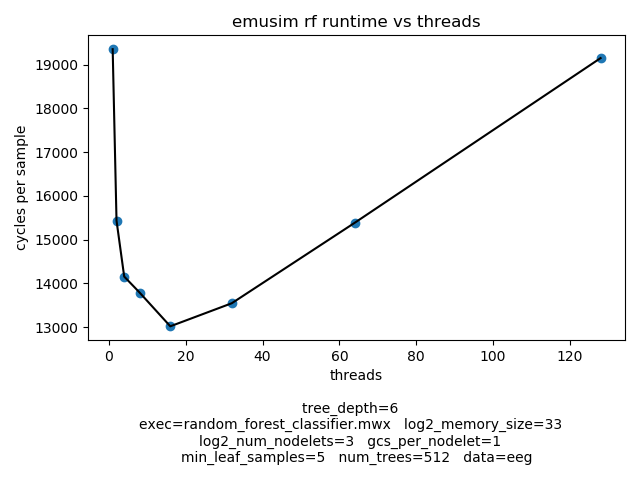 emusim rf runtime vs threads
19000
18000
17000
16000
15000
14000
13000
cycles per sample
0 20 40 60 80 100 120
threads
tree_depth=6
exec=random_forest_classifier.mwx log2_memory_size=33
log2_num_nodelets=3 gcs_per_nodelet=1
min_leaf_samples=5 num_trees=512 data=eeg